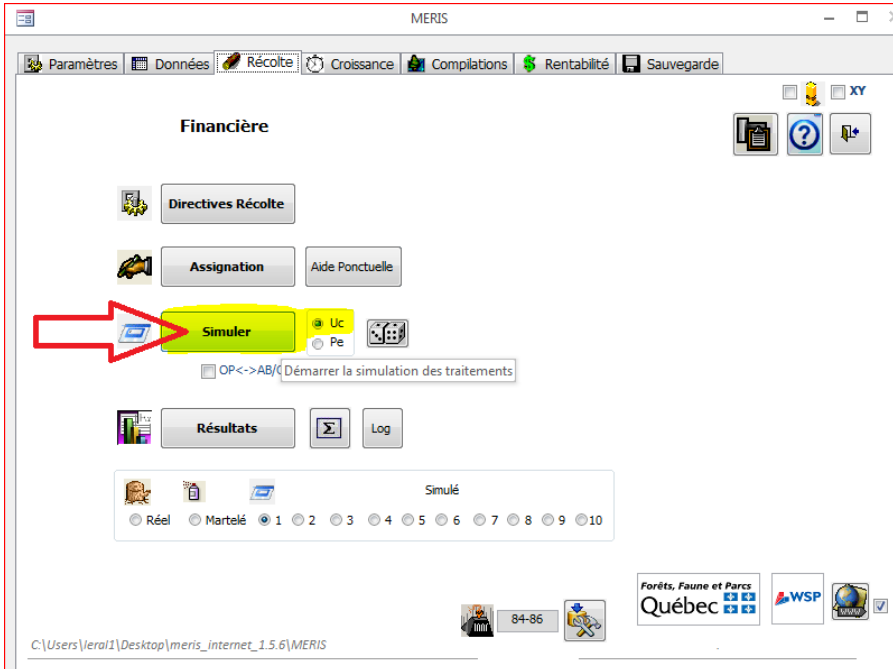 MERIS
Paramètres Données Récolte Croissance Compilations Rentabilité Sauvegarde
XY
Financière
Directives Récolte
Assignation Aide Ponctuelle
Simuler Uc
Pe
OP<->AB/ Démarrer la simulation des traitements
Résultats Σ Log
Simulé
Réel Martelé 1 2 3 4 5 6 7 8 9 10
Forêts, Faune et Parcs
Québec WSP
84-86
C:\Users\leral1\Desktop\meris_internet_1.5.6\MERIS